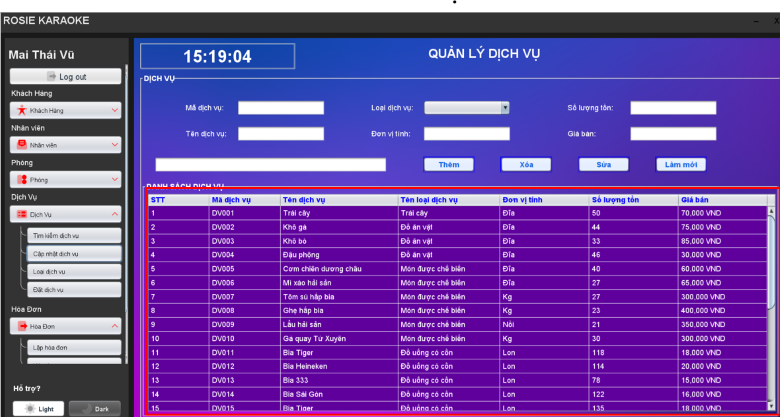 ROSIE KARAOKE
Mai Thái Vũ
Log out
Khách Hàng
Khách Hàng
Nhân viên
Nhân viên
Phòng
Phòng
Dịch Vụ
Dịch Vụ
Tìm kiếm dịch vụ
Cập nhật dịch vụ
Loại dịch vụ
Đặt dịch vụ
Hóa Đơn
Hóa Đơn
Lập hóa đơn
Hỗ trợ?
Light Dark
15:19:04
QUẢN LÝ DỊCH VỤ
DỊCH VỤ
Mã dịch vụ: Loại dịch vụ: Số lượng tồn:
Tên dịch vụ: Đơn vị tính: Giá bán:
Thêm Xóa Sửa Làm mới
DANH SÁCH DỊCH VỤ
STT Mã dịch vụ Tên dịch vụ Tên loại dịch vụ Đơn vị tính Số lượng tồn Giá bán
1 DV001 Trái cây Trái cây Đĩa 50 70,000 VND
2 DV002 Khô gà Đồ ăn vặt Đĩa 44 75,000 VND
3 DV003 Khô bò Đồ ăn vặt Đĩa 33 85,000 VND
4 DV004 Đậu phộng Đồ ăn vặt Đĩa 46 30,000 VND
5 DV005 Cơm chiên dương châu Món được chế biến Đĩa 40 60,000 VND
6 DV006 Mì xào hải sản Món được chế biến Đĩa 27 65,000 VND
7 DV007 Tôm sú hấp bia Món được chế biến Kg 27 300,000 VND
8 DV008 Ghẹ hấp bia Món được chế biến Kg 23 400,000 VND
9 DV009 Lẩu hải sản Món được chế biến Nồi 21 350,000 VND
10 DV010 Gà quay Tứ Xuyên Món được chế biến Kg 30 300,000 VND
11 DV011 Bia Tiger Đồ uống có cồn Lon 118 18,000 VND
12 DV012 Bia Heineken Đồ uống có cồn Lon 114 20,000 VND
13 DV013 Bia 333 Đồ uống có cồn Lon 78 15,000 VND
14 DV014 Bia Sài Gòn Đồ uống có cồn Lon 122 16,000 VND
15 DV015 Bia Tiger Đồ uống có cồn Lon 135 18,000 VND